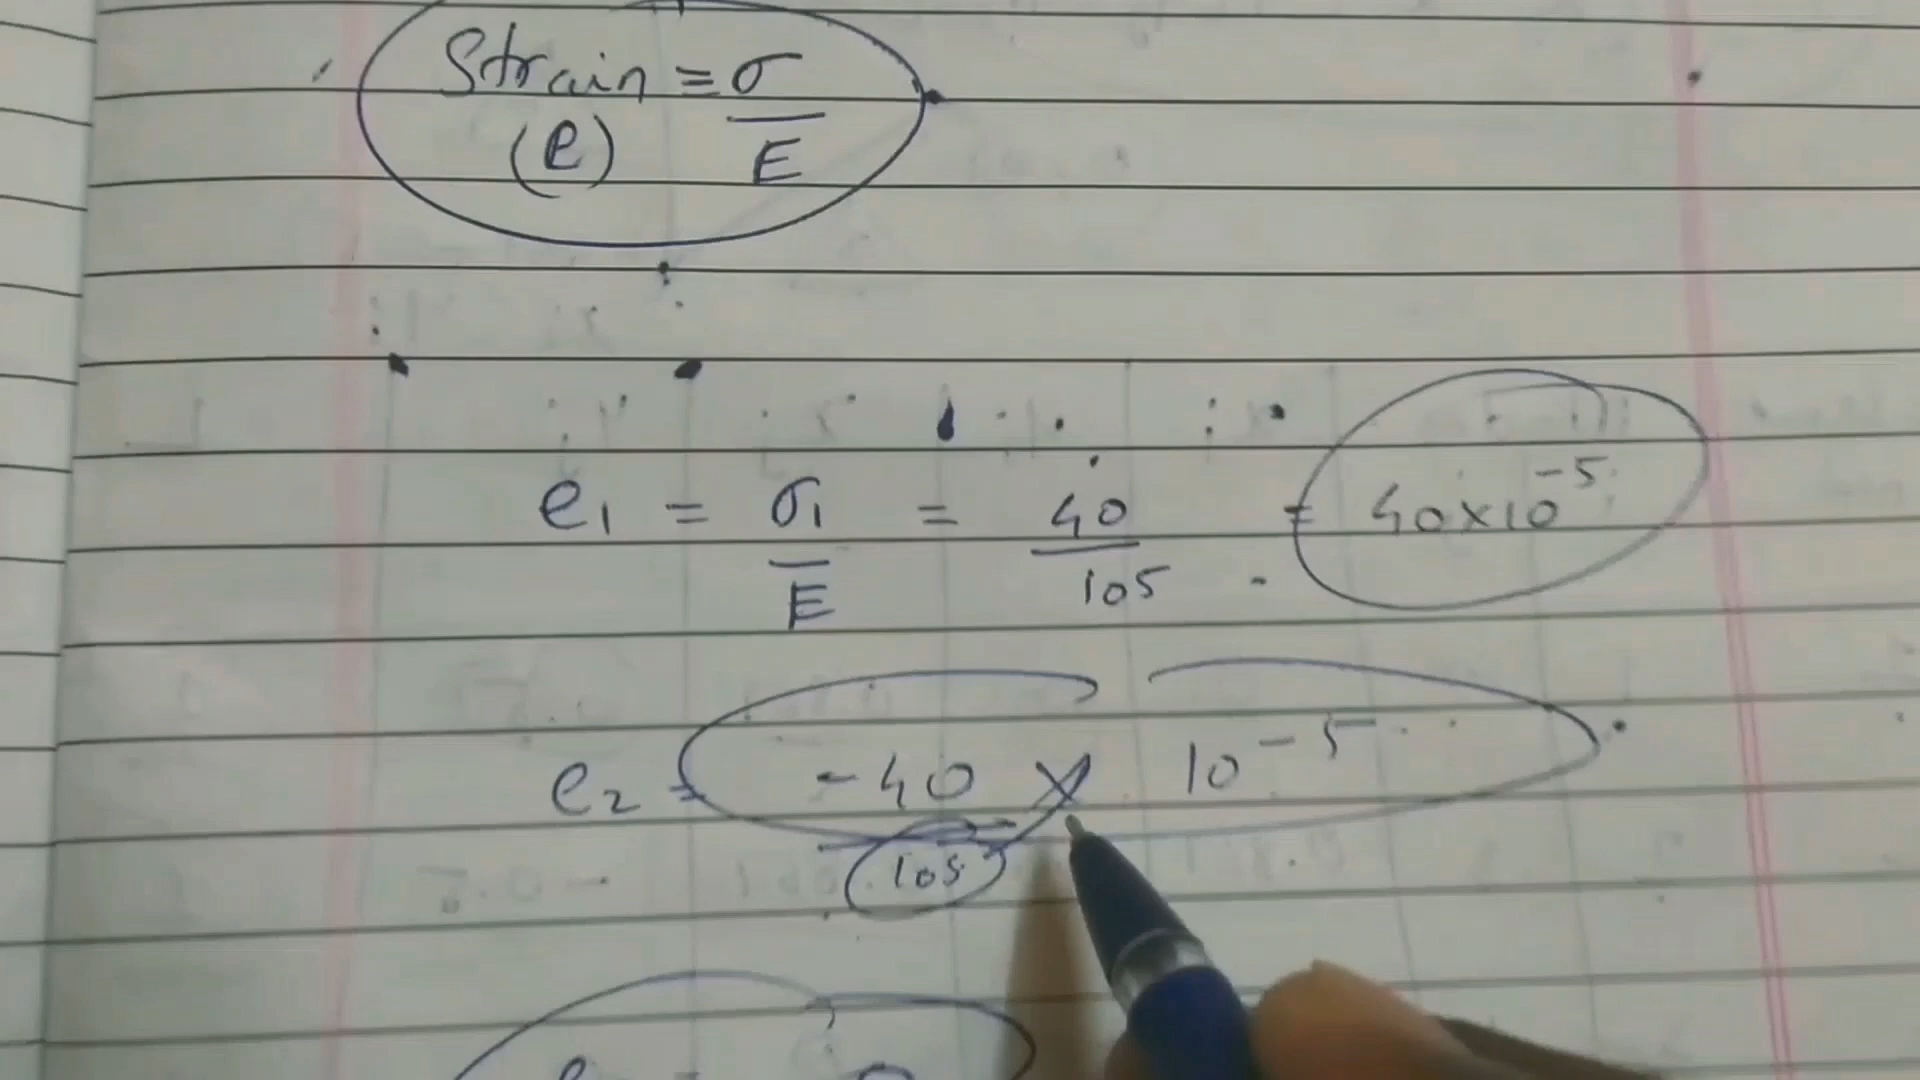 Strain = σ
(e) E
e₁ = σ₁ = 40 = 40×10⁻⁵
E 105
e₂ = -40 × 10⁻⁵
105